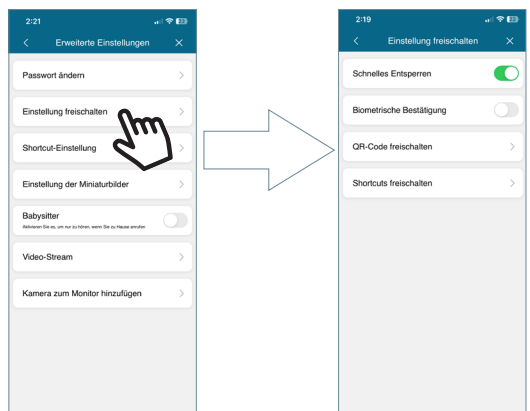 2:21
Erweiterte Einstellungen
Passwort ändern
Einstellung freischalten
Shortcut-Einstellung
Einstellung der Miniaturbilder
Babysitter
Aktivieren Sie es, um nur zu hören, wenn Sie zu Hause anrufen
Video-Stream
Kamera zum Monitor hinzufügen
2:19
Einstellung freischalten
Schnelles Entsperren
Biometrische Bestätigung
QR-Code freischalten
Shortcuts freischalten